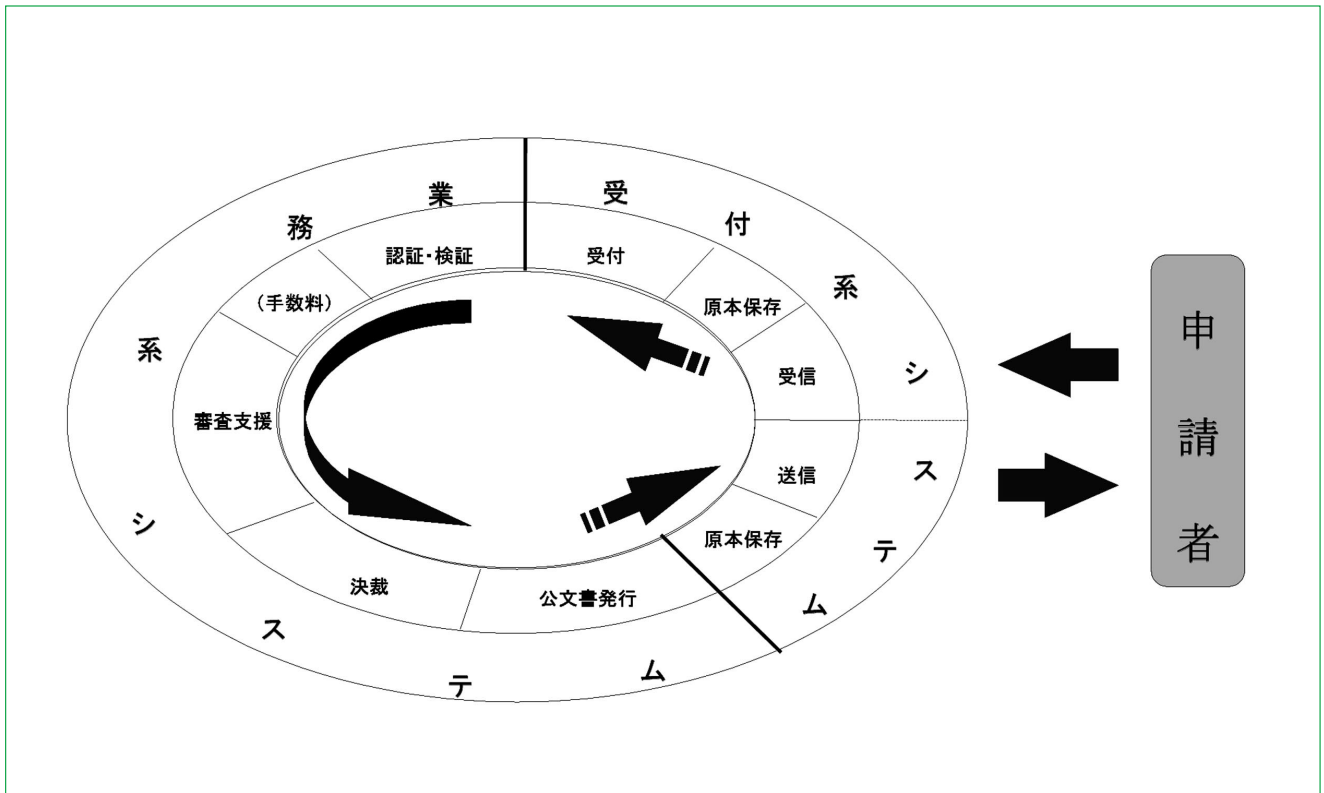 業務系システム
受付系システム
認証・検証
受付
(手数料)
原本保存
受信
審査支援
送信
原本保存
決裁
公文書発行
申請者